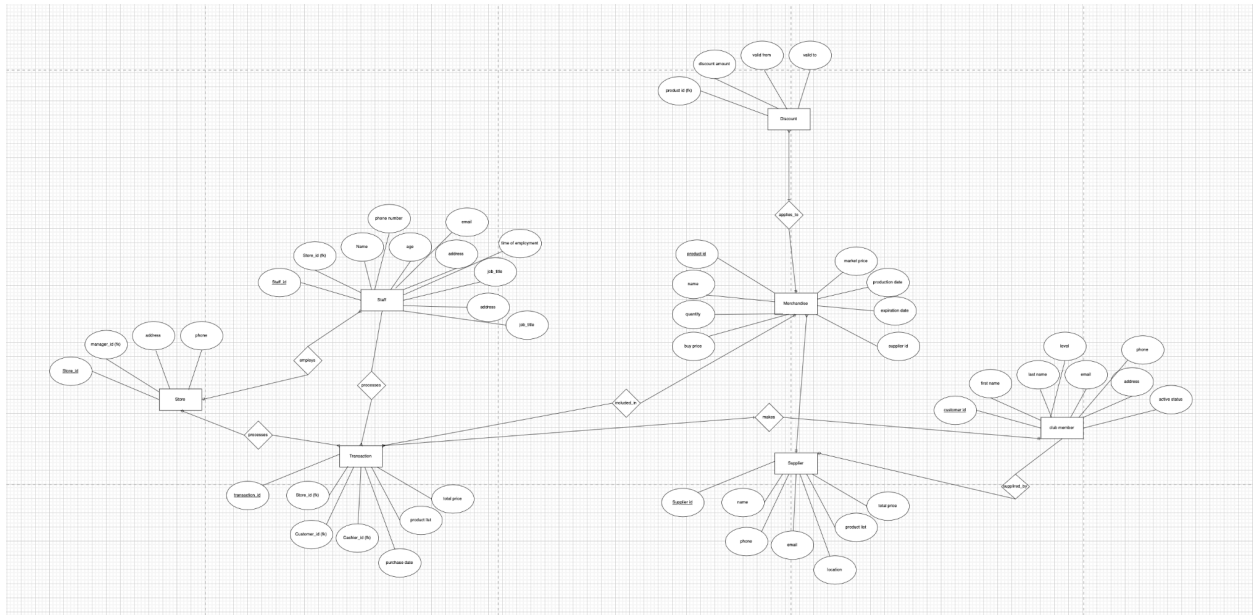 valid from
valid to
discount amount
product id (fk)
Discount
applies_to
phone number
email
Name
age
time of employment
Store_id (fk)
address
Staff_id
job_title
Staff
address
job_title
product id
market price
name
production date
Merchandise
quantity
expiration date
buy price
supplier id
address
phone
manager_id (fk)
employs
Store_id
Store
processes
processes
included_in
makes
level
phone
last name
email
first name
address
customer id
active status
club member
Transaction
transaction_id
Store_id (fk)
total price
product list
Customer_id (fk)
Cashier_id (fk)
purchase date
Supplier
supplied_by
Supplier id
name
total price
product list
phone
email
location